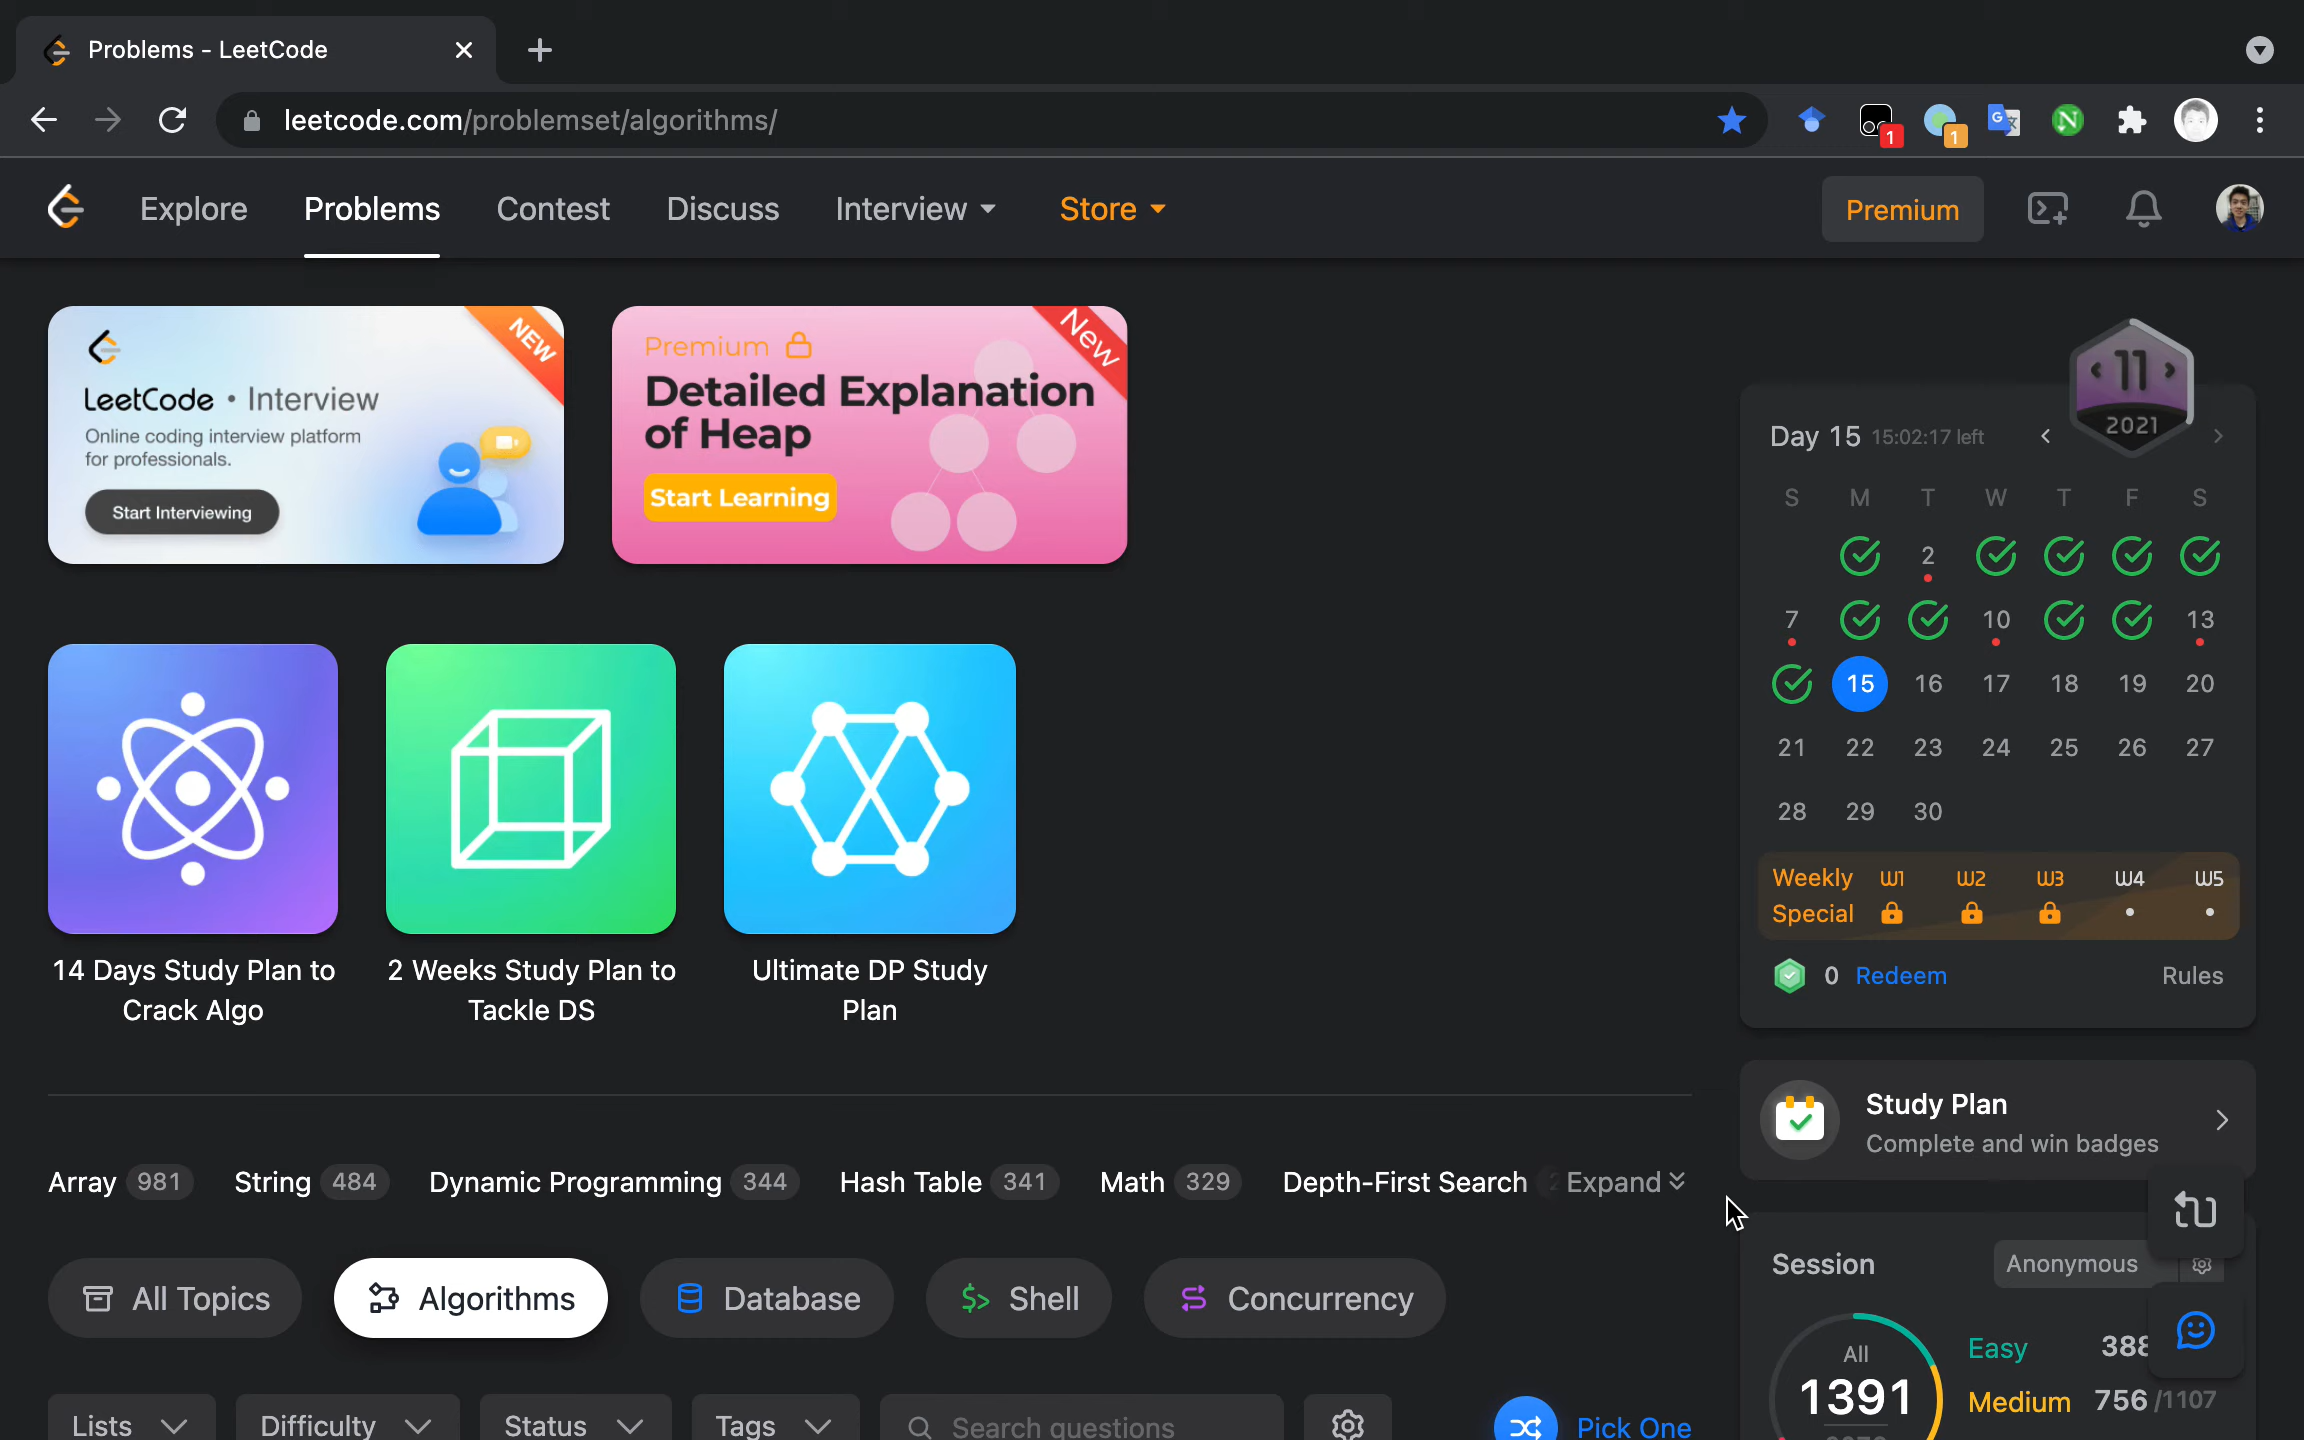 Problems - LeetCode
leetcode.com/problemset/algorithms/
1
1
G
N
Explore Problems Contest Discuss Interview Store Premium
LeetCode • Interview
Online coding interview platform
for professionals.
Start Interviewing
NEW
Premium
Detailed Explanation
of Heap
Start Learning
New
11
2021
Day 15 15:02:17 left
S M T W T F S
2
7 10 13
15 16 17 18 19 20
21 22 23 24 25 26 27
28 29 30
Weekly W1 W2 W3 W4 W5
Special
0 Redeem Rules
14 Days Study Plan to
Crack Algo
2 Weeks Study Plan to
Tackle DS
Ultimate DP Study
Plan
Study Plan
Complete and win badges
Array 981 String 484 Dynamic Programming 344 Hash Table 341 Math 329 Depth-First Search Expand
All Topics Algorithms Database $> Shell Concurrency
Session Anonymous
All
1391
Easy 388
Medium 756 /1107
Lists Difficulty Status Tags Search questions Pick One